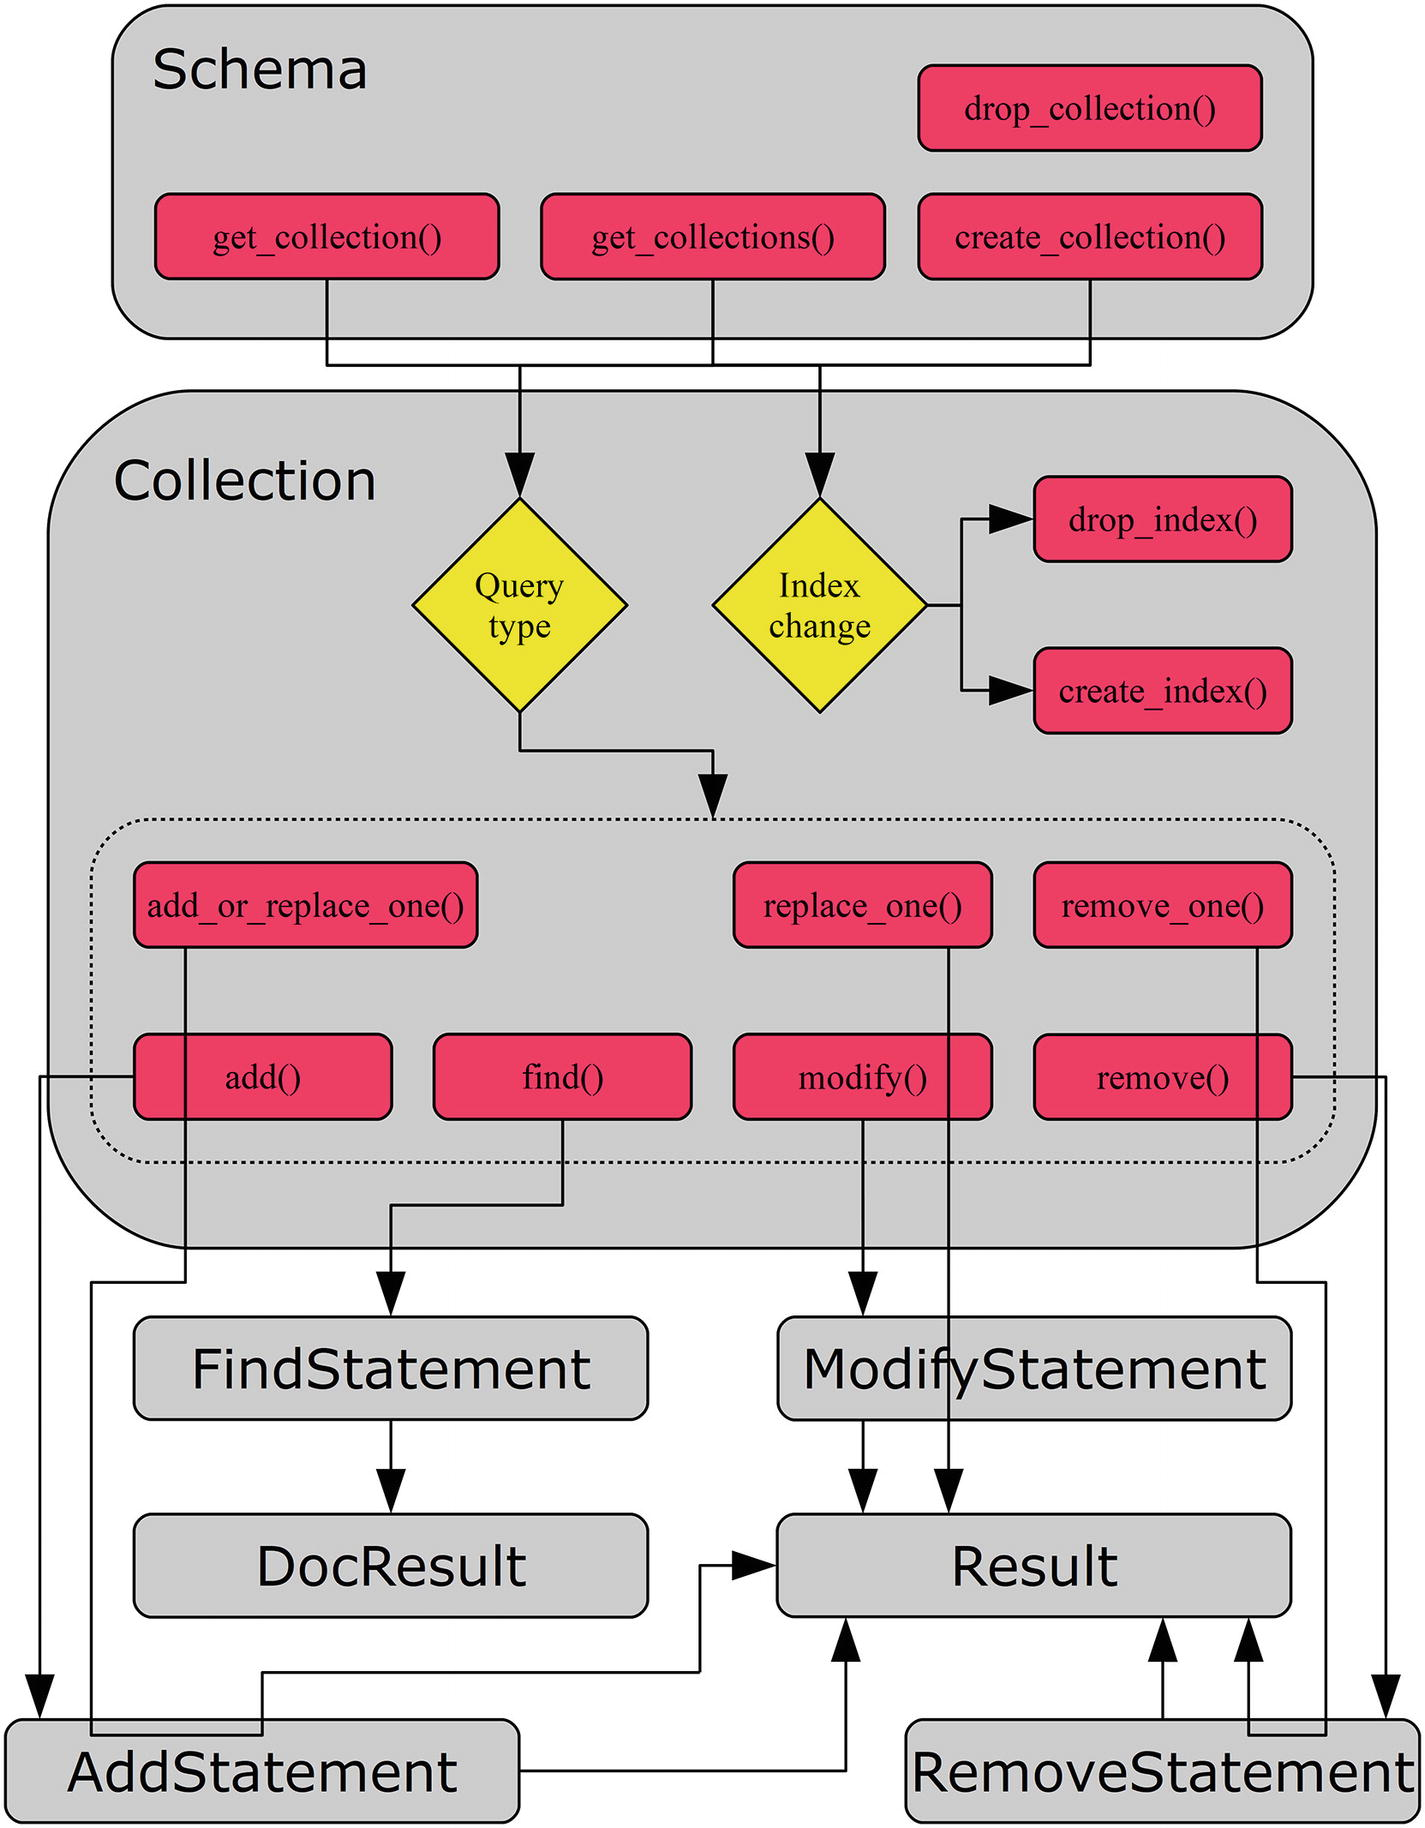 Schema
drop_collection()
get_collection()
get_collections()
create_collection()
Collection
drop_index()
Query
type
Index
change
create_index()
add_or_replace_one()
replace_one()
remove_one()
add()
find()
modify()
remove()
FindStatement
ModifyStatement
DocResult
Result
AddStatement
RemoveStatement